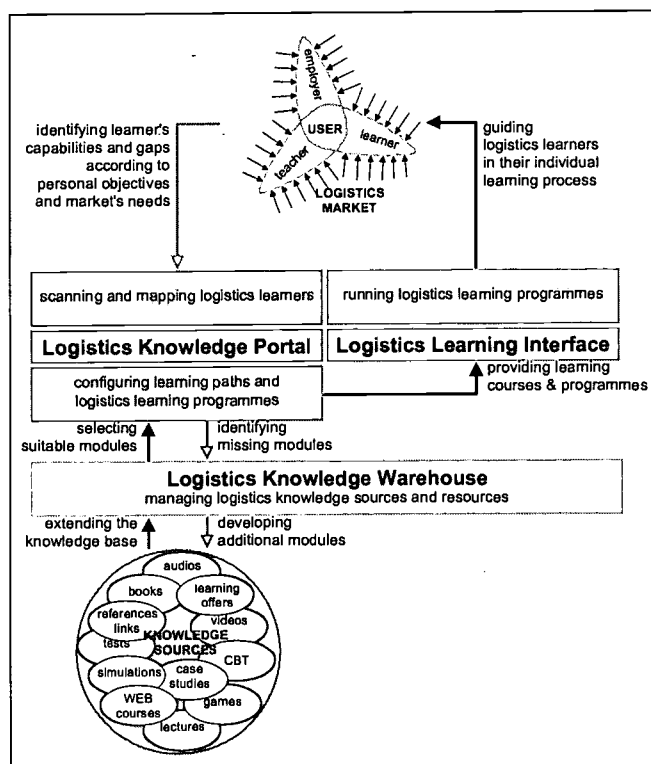 employer
USER
learner
teacher
LOGISTICS
MARKET
identifying learner's
capabilities and gaps
according to
personal objectives
and market's needs
guiding
logistics learners
in their individual
learning process
scanning and mapping logistics learners
running logistics learning programmes
Logistics Knowledge Portal
Logistics Learning Interface
configuring learning paths and
logistics learning programmes
providing learning
courses & programmes
selecting
suitable modules
identifying
missing modules
Logistics Knowledge Warehouse
managing logistics knowledge sources and resources
extending the
knowledge base
developing
additional modules
audios
books
learning
offers
references
links
videos
tests
KNOWLEDGE
SOURCES
CBT
simulations
case
studies
WEB
courses
games
lectures